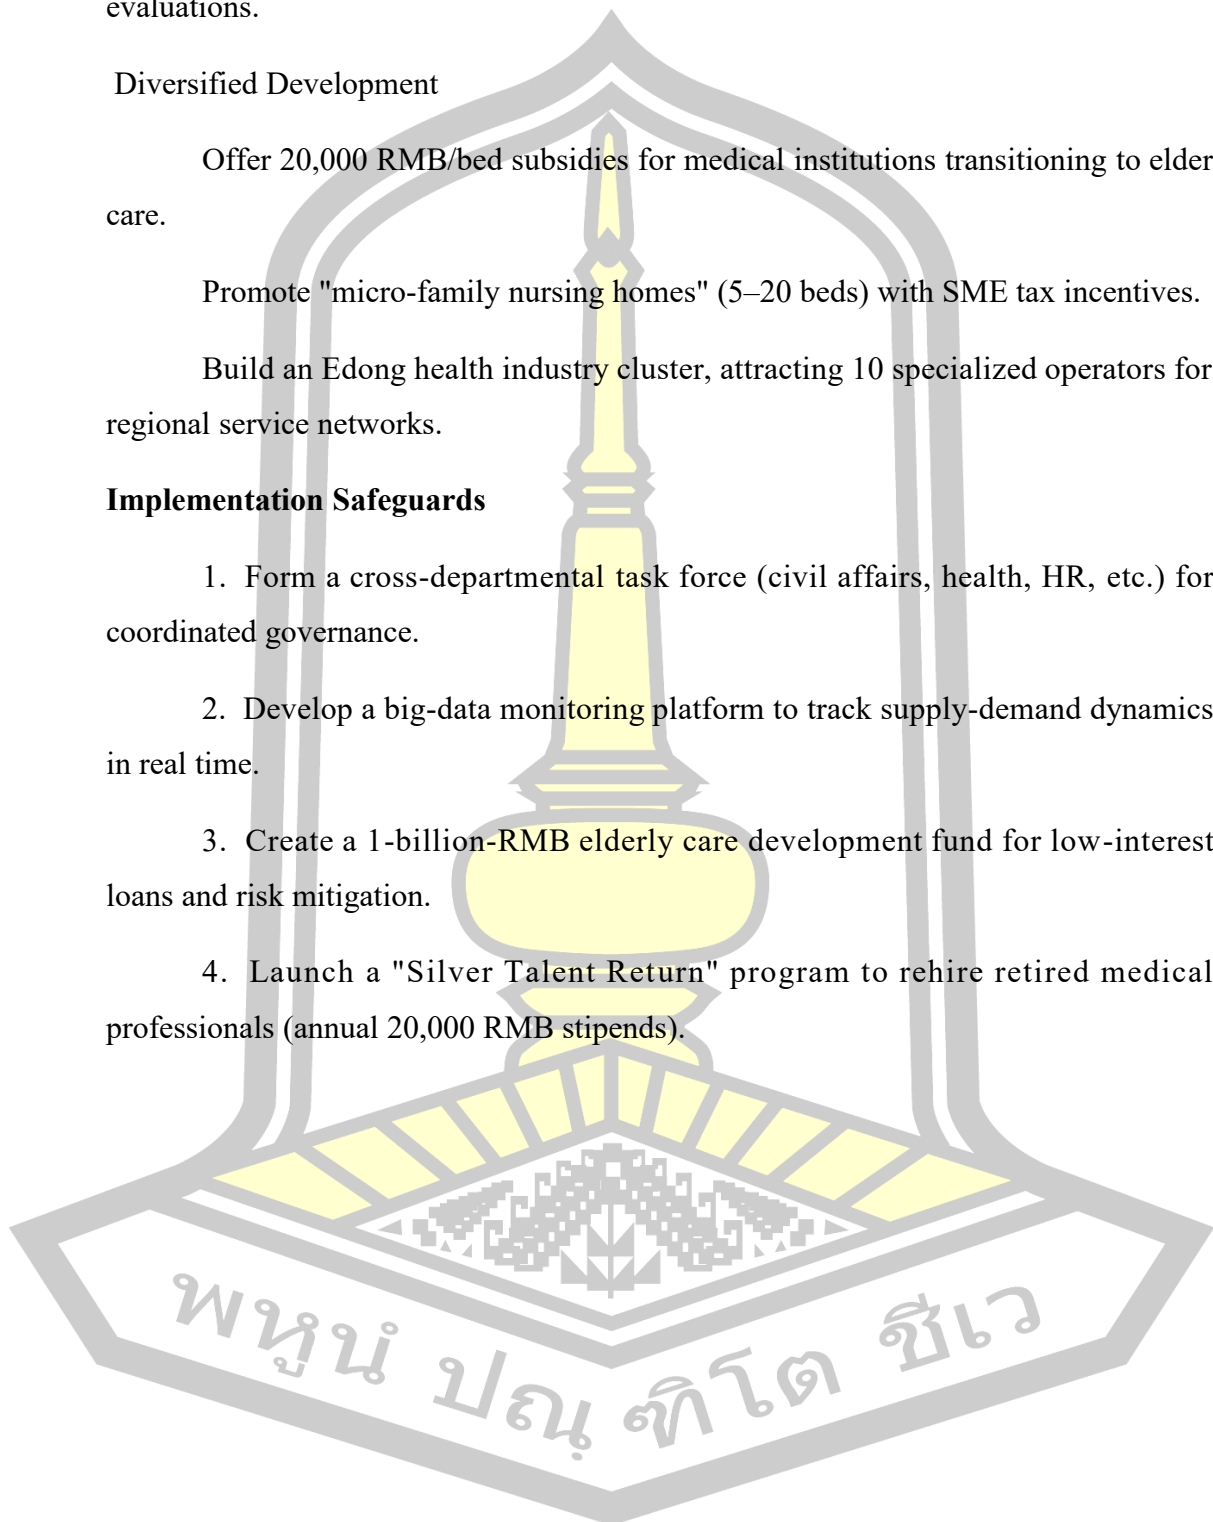 evaluations.
Diversified Development
Offer 20,000 RMB/bed subsidies for medical institutions transitioning to elder
care.
Promote "micro-family nursing homes" (5–20 beds) with SME tax incentives.
Build an Edong health industry cluster, attracting 10 specialized operators for
regional service networks.
Implementation Safeguards
1. Form a cross-departmental task force (civil affairs, health, HR, etc.) for
coordinated governance.
2. Develop a big-data monitoring platform to track supply-demand dynamics
in real time.
3. Create a 1-billion-RMB elderly care development fund for low-interest
loans and risk mitigation.
4. Launch a "Silver Talent Return" program to rehire retired medical
professionals (annual 20,000 RMB stipends).
พหูนํ ปณฺ ฑิโต ชีเว